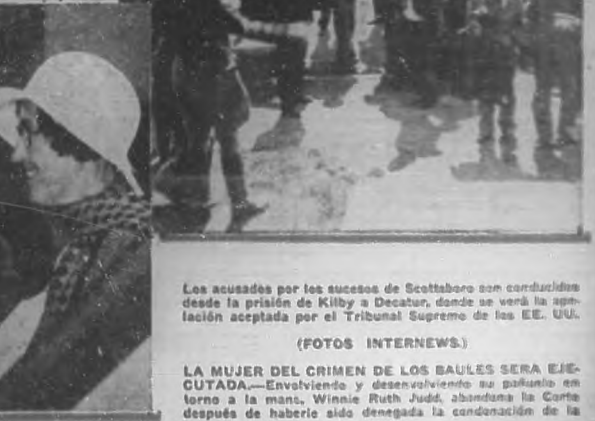 Los acusados por los sucesos de Scottsboro son conducidos
desde la prisión de Kilby a Decatur, donde se verá la ape-
lación aceptada por el Tribunal Supremo de los EE. UU.
(FOTOS INTERNEWS.)
LA MUJER DEL CRIMEN DE LOS BAULES SERA EJE-
CUTADA.—Envolviendo y desenvolviendo su pañuelo en
torno a la mano, Winnie Ruth Judd, abandona la Corte
después de haberle sido denegada la condonación de la